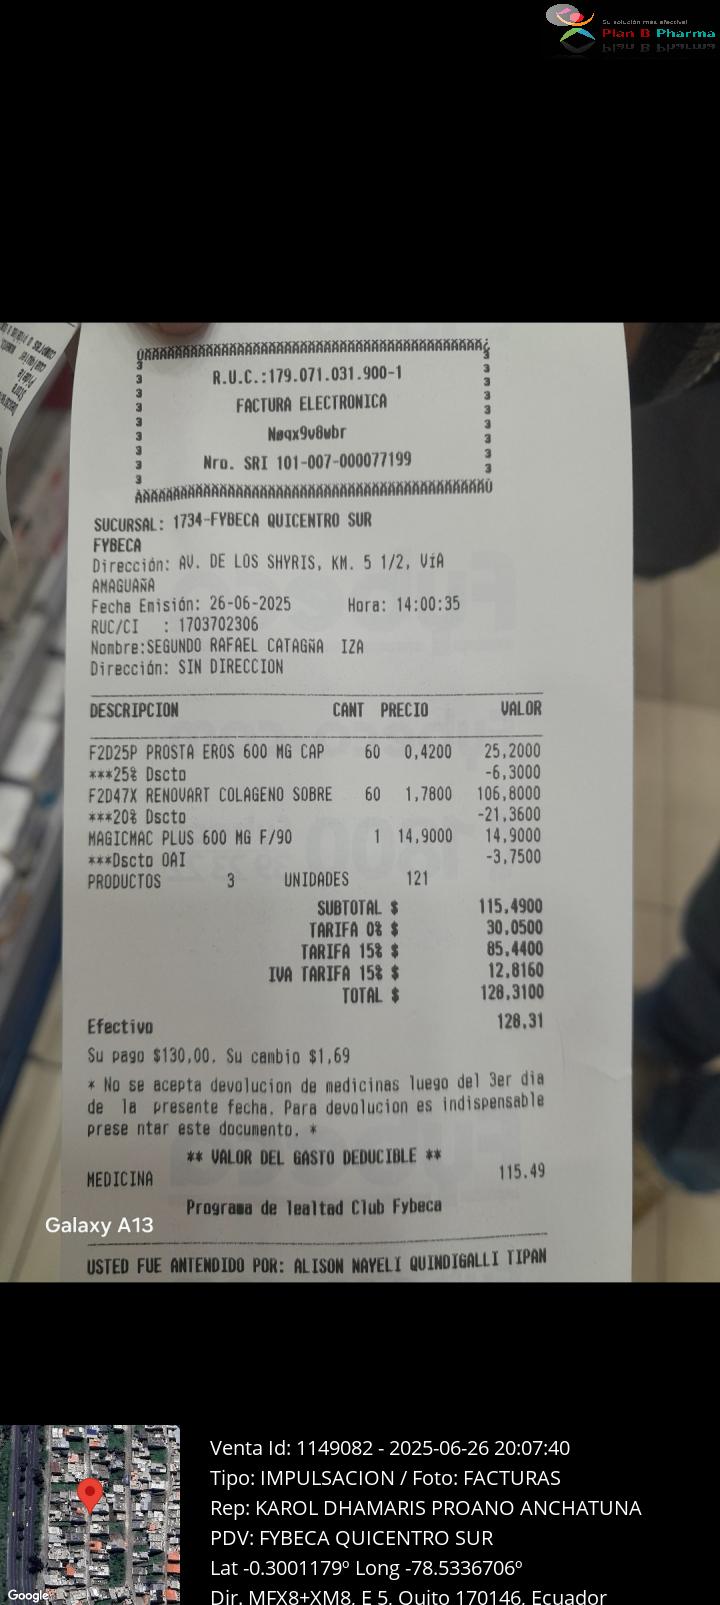 Su solución más efectiva!
Plan B Pharma
R.U.C.:179.071.031.900-1
FACTURA ELECTRONICA
Nøqx9v8wbr
Nro. SRI 101-007-000077199
SUCURSAL: 1734-FYBECA QUICENTRO SUR
FYBECA
Dirección: AV. DE LOS SHYRIS, KM. 5 1/2, VíA
AMAGUAÑA
Fecha Emisión: 26-06-2025 Hora: 14:00:35
RUC/CI : 1703702306
Nombre:SEGUNDO RAFAEL CATAGÑA IZA
Dirección: SIN DIRECCION
DESCRIPCION CANT PRECIO VALOR
F2D25P PROSTA EROS 600 MG CAP 60 0,4200 25,2000
***25% Dscto -6,3000
F2D47X RENOVART COLAGENO SOBRE 60 1,7800 106,8000
***20% Dscto -21,3600
MAGICMAC PLUS 600 MG F/90 1 14,9000 14,9000
***Dscto OAI -3,7500
PRODUCTOS 3 UNIDADES 121
SUBTOTAL $ 115,4900
TARIFA 0% $ 30,0500
TARIFA 15% $ 85,4400
IVA TARIFA 15% $ 12,8160
TOTAL $ 128,3100
Efectivo 128,31
Su pago $130,00. Su cambio $1,69
* No se acepta devolucion de medicinas luego del 3er dia
de la presente fecha. Para devolucion es indispensable
prese ntar este documento. *
** VALOR DEL GASTO DEDUCIBLE **
MEDICINA 115.49
Programa de lealtad Club Fybeca
Galaxy A13
USTED FUE ANTENDIDO POR: ALISON NAYELI QUINDIGALLI TIPAN
Venta Id: 1149082 - 2025-06-26 20:07:40
Tipo: IMPULSACION / Foto: FACTURAS
Rep: KAROL DHAMARIS PROANO ANCHATUNA
PDV: FYBECA QUICENTRO SUR
Lat -0.3001179º Long -78.5336706º
Dir. MFX8+XM8, E 5, Quito 170146, Ecuador
Google